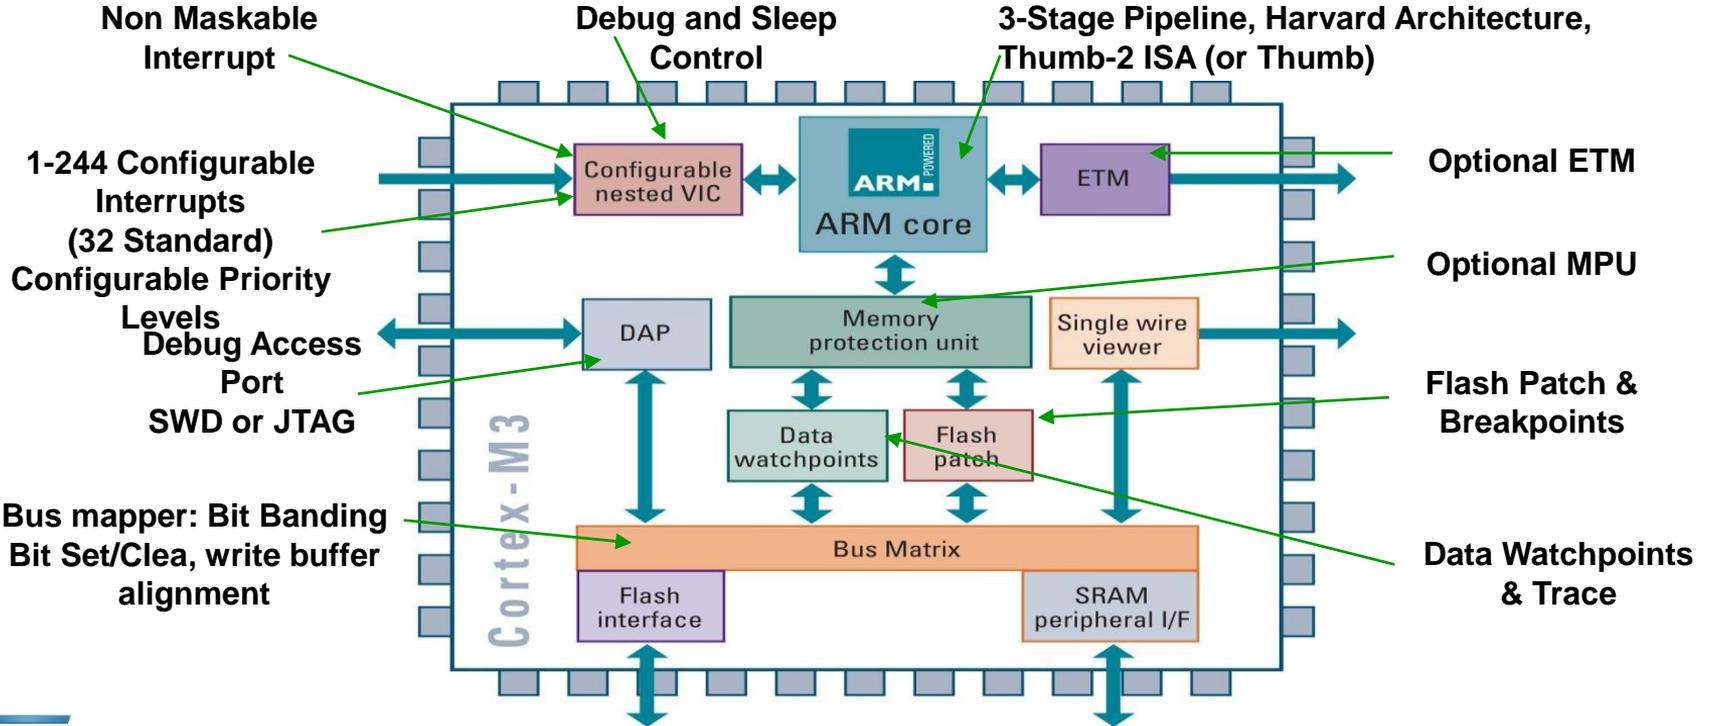 Non Maskable
Interrupt
Debug and Sleep
Control
3-Stage Pipeline, Harvard Architecture,
Thumb-2 ISA (or Thumb)
1-244 Configurable
Interrupts
(32 Standard)
Configurable Priority
Levels
Debug Access
Port
SWD or JTAG
Bus mapper: Bit Banding
Bit Set/Clea, write buffer
alignment
Configurable
nested VIC
ARM
POWERED
ARM core
ETM
Optional ETM
Optional MPU
DAP
Memory
protection unit
Single wire
viewer
Flash Patch &
Breakpoints
Data
watchpoints
Flash
patch
Cortex-M3
Bus Matrix
Data Watchpoints
& Trace
Flash
interface
SRAM
peripheral I/F